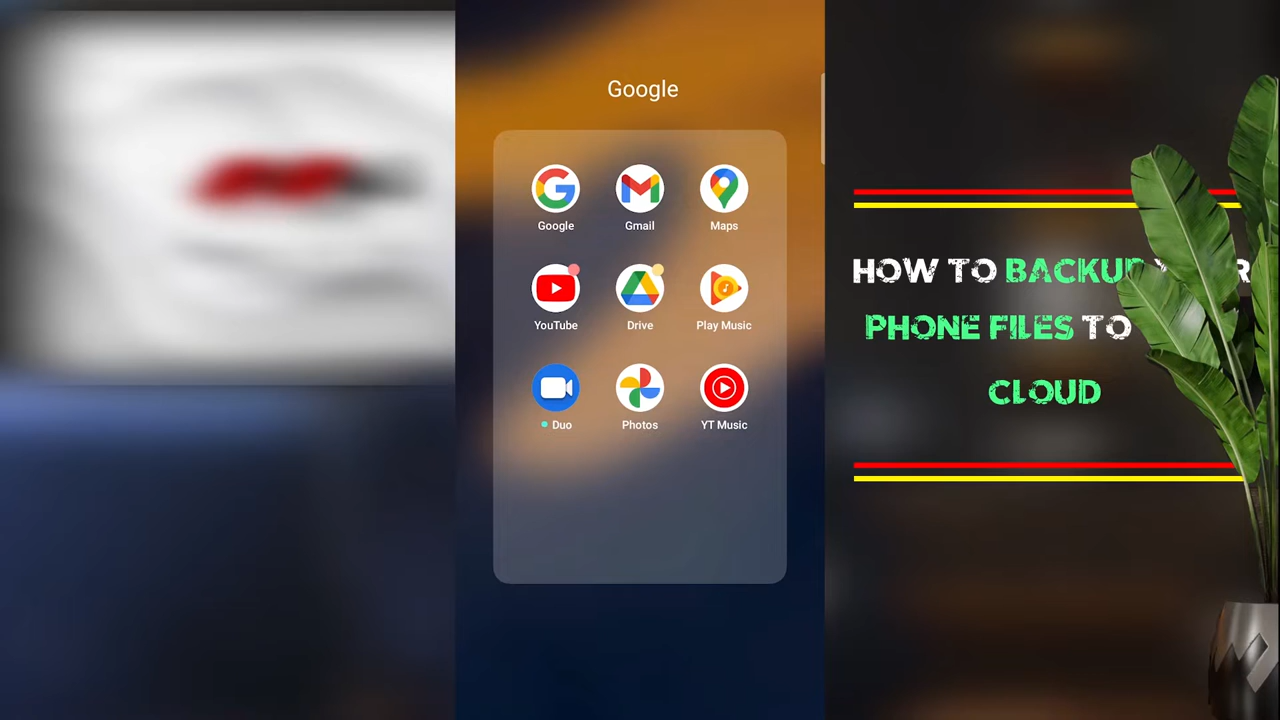 Google
Google
Gmail
Maps
YouTube
Drive
Play Music
Duo
Photos
YT Music
HOW TO BACKUP
PHONE FILES TO
CLOUD